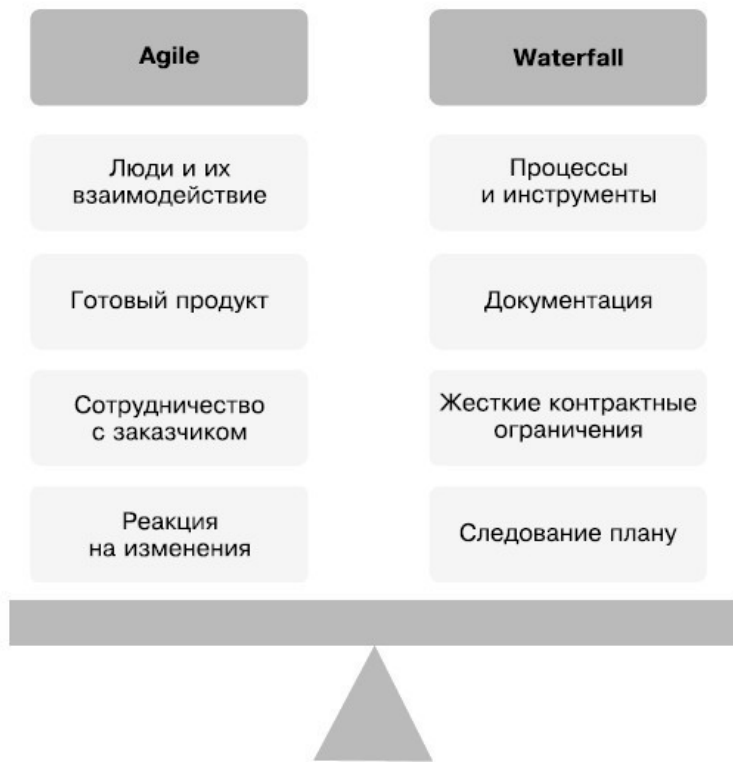 Agile
Waterfall
Люди и их
взаимодействие
Процессы
и инструменты
Готовый продукт
Документация
Сотрудничество
с заказчиком
Жесткие контрактные
ограничения
Реакция
на изменения
Следование плану